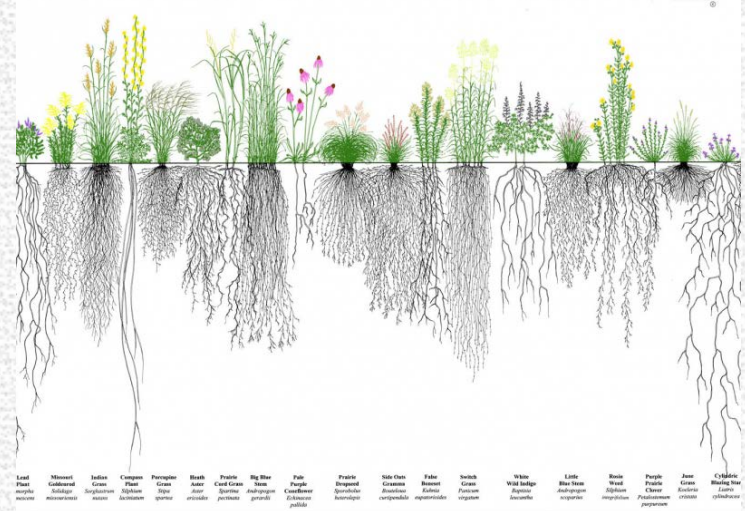 Lead
Plant
morpha
nescens
Missouri
Goldenrod
Solidago
missouriensis
Indian
Grass
Sorghastrum
nutans
Compass
Plant
Silphium
laciniatum
Porcupine
Grass
Stipa
spartea
Heath
Aster
Aster
ericoides
Prairie
Cord Grass
Spartina
pectinata
Big Blue
Stem
Andropogon
gerardii
Pale
Purple
Coneflower
Echinacea
pallida
Prairie
Dropseed
Sporobolus
heterolepis
Side Oats
Gramma
Bouteloua
curtipendula
False
Boneset
Kuhnia
eupatorioides
Switch
Grass
Panicum
virgatum
White
Wild Indigo
Baptisia
leucantha
Little
Blue Stem
Andropogon
scoparius
Rosin
Weed
Silphium
integrifolium
Purple
Prairie
Clover
Petalostemum
purpureum
June
Grass
Koeleria
cristata
Cylindric
Blazing Star
Liatris
cylindracea